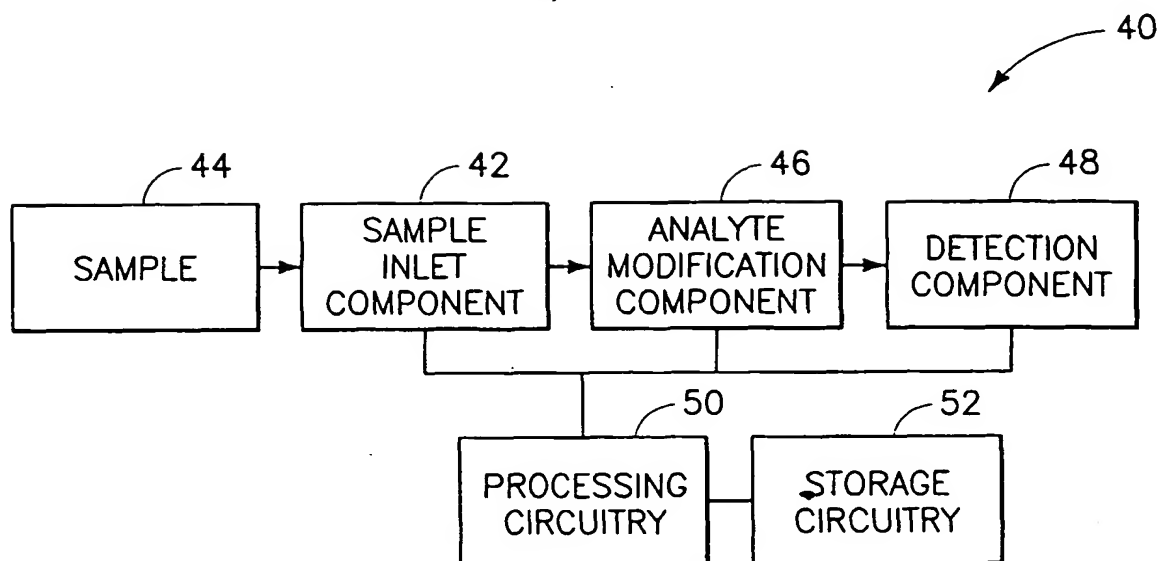 40
44
42
46
48
SAMPLE
SAMPLE
INLET
COMPONENT
ANALYTE
MODIFICATION
COMPONENT
DETECTION
COMPONENT
50
52
PROCESSING
CIRCUITRY
STORAGE
CIRCUITRY